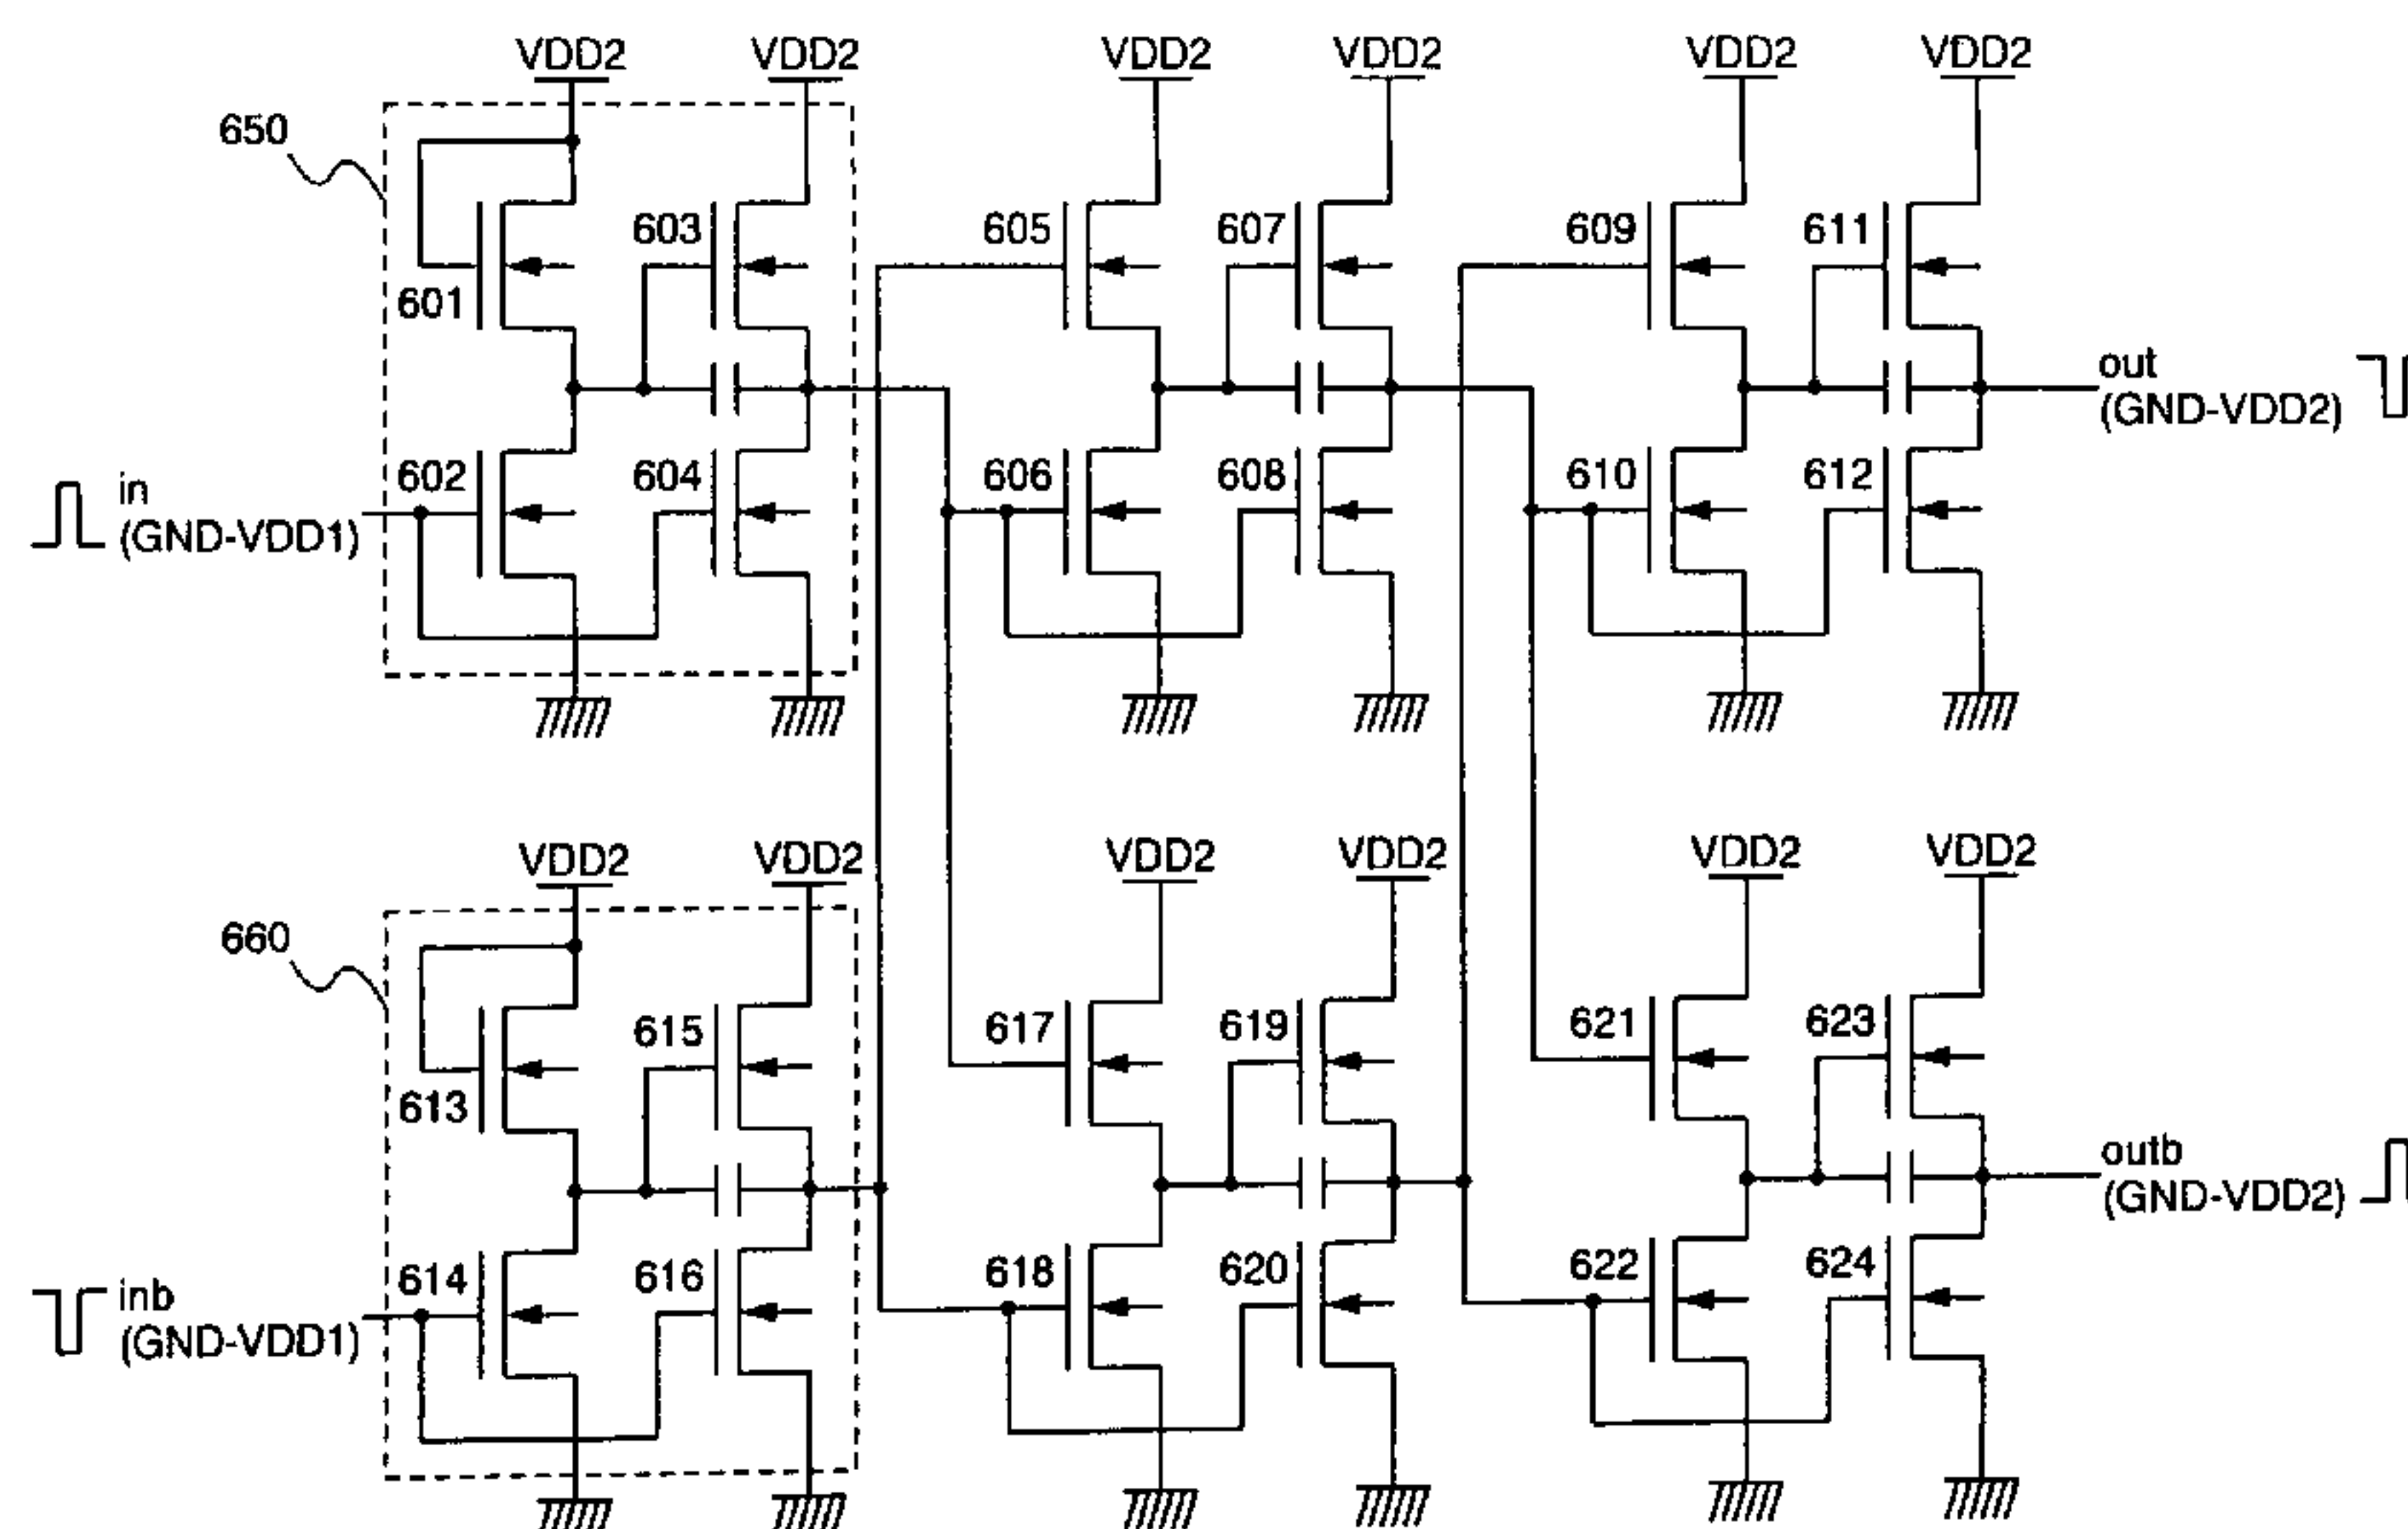 VDD2 VDD2 VDD2 VDD2 VDD2 VDD2
650
603 605 607 609 611
601
out
(GND-VDD2)
602 604 606 608 610 612
in
(GND-VDD1)
VDD2 VDD2 VDD2 VDD2 VDD2 VDD2
660
615 617 619 621 623
613
outb
(GND-VDD2)
614 616 618 620 622 624
inb
(GND-VDD1)